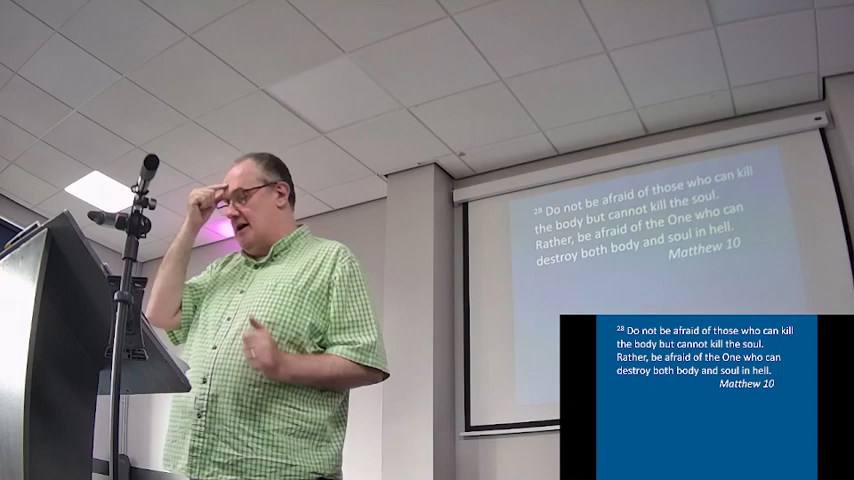 28 Do not be afraid of those who can kill
the body but cannot kill the soul.
Rather, be afraid of the One who can
destroy both body and soul in hell.
Matthew 10
28 Do not be afraid of those who can kill
the body but cannot kill the soul.
Rather, be afraid of the One who can
destroy both body and soul in hell.
Matthew 10